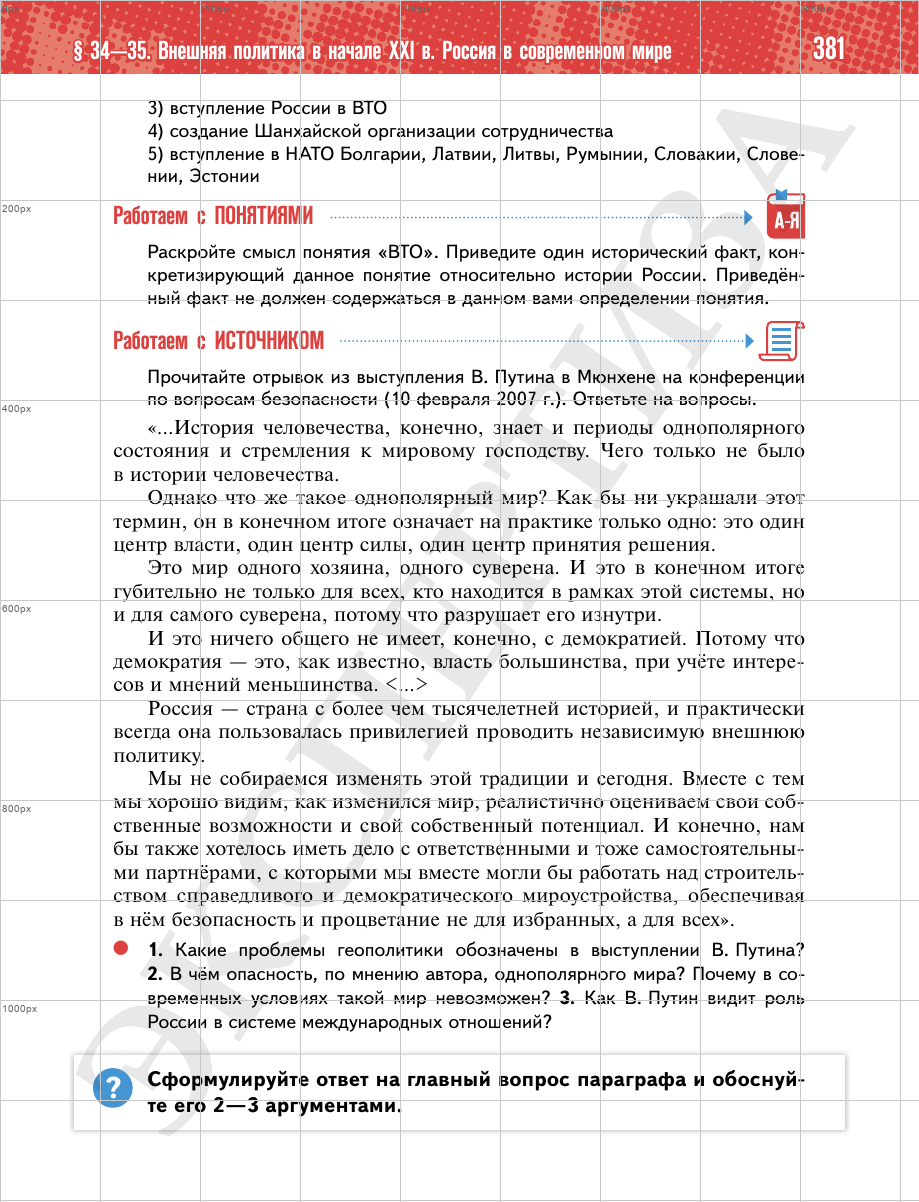 § 34—35. Внешняя политика в начале XXI в. Россия в современном мире 381
3) вступление России в ВТО
4) создание Шанхайской организации сотрудничества
5) вступление в НАТО Болгарии, Латвии, Литвы, Румынии, Словакии, Слове-
нии, Эстонии
200px
Работаем с ПОНЯТИЯМИ
А-Я
Раскройте смысл понятия «ВТО». Приведите один исторический факт, кон-
кретизирующий данное понятие относительно истории России. Приведён-
ный факт не должен содержаться в данном вами определении понятия.
Работаем с ИСТОЧНИКОМ
Прочитайте отрывок из выступления В. Путина в Мюнхене на конференции
по вопросам безопасности (10 февраля 2007 г.). Ответьте на вопросы.
400px
«...История человечества, конечно, знает и периоды однополярного
состояния и стремления к мировому господству. Чего только не было
в истории человечества.
Однако что же такое однополярный мир? Как бы ни украшали этот
термин, он в конечном итоге означает на практике только одно: это один
центр власти, один центр силы, один центр принятия решения.
Это мир одного хозяина, одного суверена. И это в конечном итоге
губительно не только для всех, кто находится в рамках этой системы, но
600px
и для самого суверена, потому что разрушает его изнутри.
И это ничего общего не имеет, конечно, с демократией. Потому что
демократия — это, как известно, власть большинства, при учёте интере-
сов и мнений меньшинства. <...>
Россия — страна с более чем тысячелетней историей, и практически
всегда она пользовалась привилегией проводить независимую внешнюю
политику.
Мы не собираемся изменять этой традиции и сегодня. Вместе с тем
мы хорошо видим, как изменился мир, реалистично оцениваем свои соб-
800px
ственные возможности и свой собственный потенциал. И конечно, нам
бы также хотелось иметь дело с ответственными и тоже самостоятельны-
ми партнёрами, с которыми мы вместе могли бы работать над строитель-
ством справедливого и демократического мироустройства, обеспечивая
в нём безопасность и процветание не для избранных, а для всех».
1. Какие проблемы геополитики обозначены в выступлении В. Путина?
2. В чём опасность, по мнению автора, однополярного мира? Почему в со-
временных условиях такой мир невозможен? 3. Как В. Путин видит роль
1000px
России в системе международных отношений?
?
Сформулируйте ответ на главный вопрос параграфа и обоснуй-
те его 2—3 аргументами.
ЭКСПЕРТИЗА